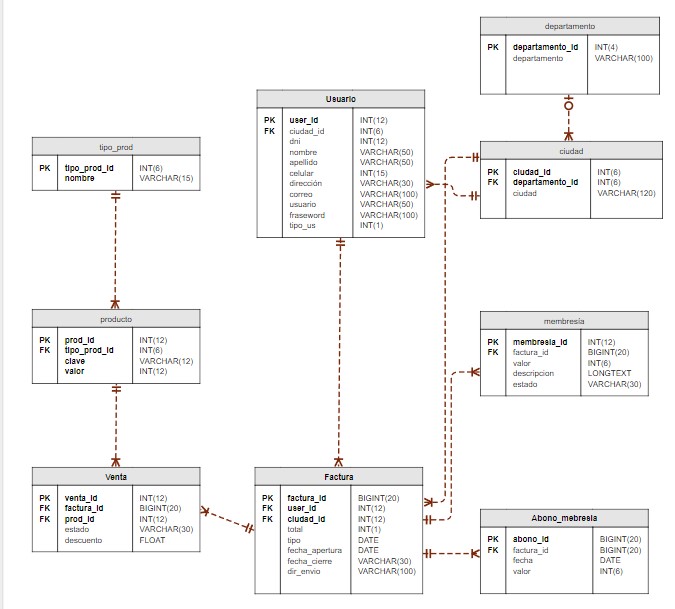 departamento
PK departamento_id INT(4)
departamento VARCHAR(100)
Usuario
PK user_id INT(12)
FK ciudad_id INT(6)
dni INT(12)
nombre VARCHAR(50)
apellido VARCHAR(50)
celular INT(15)
dirección VARCHAR(30)
correo VARCHAR(100)
usuario VARCHAR(50)
fraseword VARCHAR(100)
tipo_us INT(1)
tipo_prod
PK tipo_prod_id INT(6)
nombre VARCHAR(15)
ciudad
PK ciudad_id INT(6)
FK departamento_id INT(6)
ciudad VARCHAR(120)
producto
PK prod_id INT(12)
FK tipo_prod_id INT(6)
clave VARCHAR(12)
valor INT(12)
membresía
PK membresia_id INT(12)
FK factura_id BIGINT(20)
valor INT(6)
descripcion LONGTEXT
estado VARCHAR(30)
Venta
PK venta_id INT(12)
FK factura_id BIGINT(20)
FK prod_id INT(12)
estado VARCHAR(30)
descuento FLOAT
Factura
PK factura_id BIGINT(20)
FK user_id INT(12)
FK ciudad_id INT(12)
total INT(1)
tipo DATE
fecha_apertura DATE
fecha_cierre VARCHAR(30)
dir_envio VARCHAR(100)
Abono_mebresia
PK abono_id BIGINT(20)
FK factura_id BIGINT(20)
fecha DATE
valor INT(6)